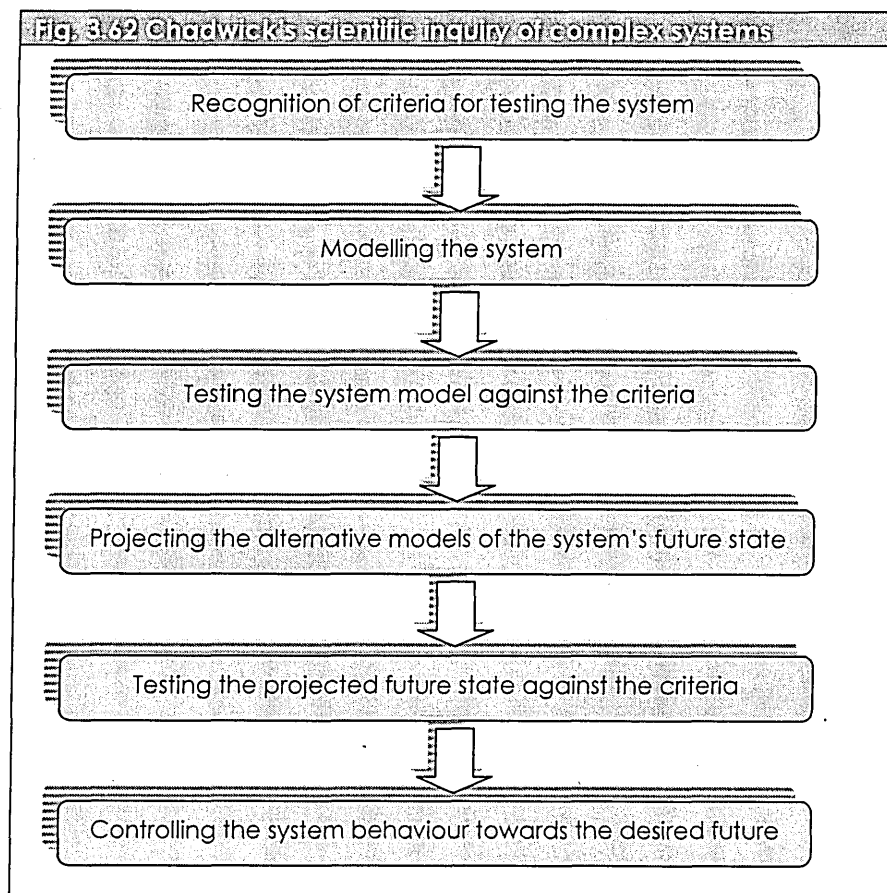 Fig. 3.62 Chadwick's scientific inquiry of complex systems
Recognition of criteria for testing the system
Modelling the system
Testing the system model against the criteria
Projecting the alternative models of the system's future state
Testing the projected future state against the criteria
Controlling the system behaviour towards the desired future